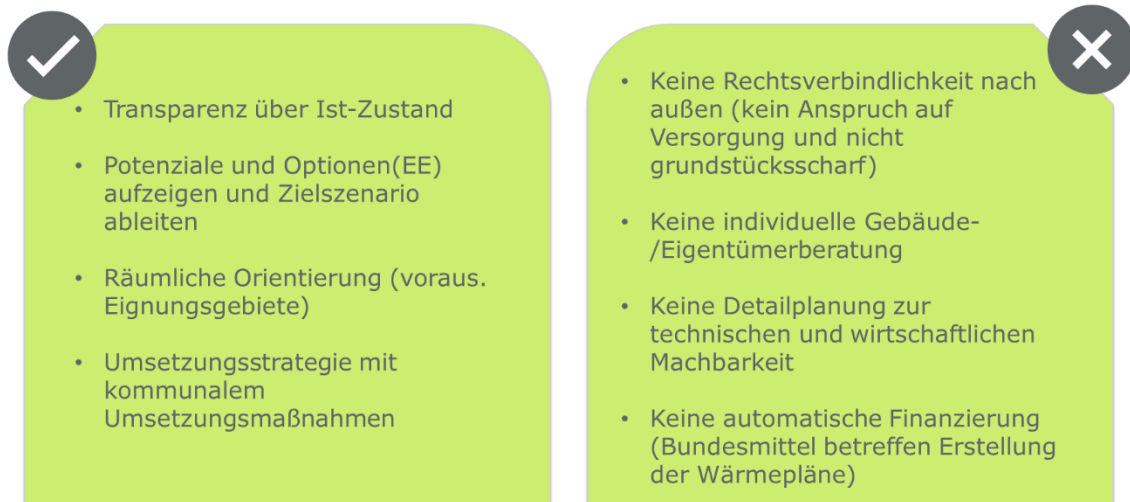 • Transparenz über Ist-Zustand
• Potenziale und Optionen(EE)
aufzeigen und Zielszenario
ableiten
• Räumliche Orientierung (voraus.
Eignungsgebiete)
• Umsetzungsstrategie mit
kommunalem
Umsetzungsmaßnahmen
• Keine Rechtsverbindlichkeit nach
außen (kein Anspruch auf
Versorgung und nicht
grundstücksscharf)
• Keine individuelle Gebäude-
/Eigentümerberatung
• Keine Detailplanung zur
technischen und wirtschaftlichen
Machbarkeit
• Keine automatische Finanzierung
(Bundesmittel betreffen Erstellung
der Wärmepläne)